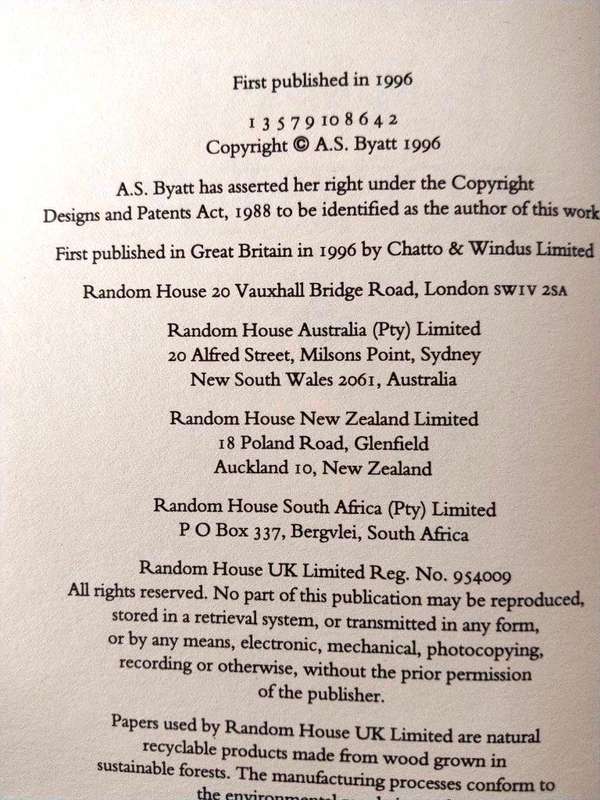 First published in 1996
1 3 5 7 9 10 8 6 4 2
Copyright © A.S. Byatt 1996
A.S. Byatt has asserted her right under the Copyright
Designs and Patents Act, 1988 to be identified as the author of this work
First published in Great Britain in 1996 by Chatto & Windus Limited
Random House 20 Vauxhall Bridge Road, London SW1V 2SA
Random House Australia (Pty) Limited
20 Alfred Street, Milsons Point, Sydney
New South Wales 2061, Australia
Random House New Zealand Limited
18 Poland Road, Glenfield
Auckland 10, New Zealand
Random House South Africa (Pty) Limited
P O Box 337, Bergvlei, South Africa
Random House UK Limited Reg. No. 954009
All rights reserved. No part of this publication may be reproduced,
stored in a retrieval system, or transmitted in any form,
or by any means, electronic, mechanical, photocopying,
recording or otherwise, without the prior permission
of the publisher.
Papers used by Random House UK Limited are natural
recyclable products made from wood grown in
sustainable forests. The manufacturing processes conform to
the environmental